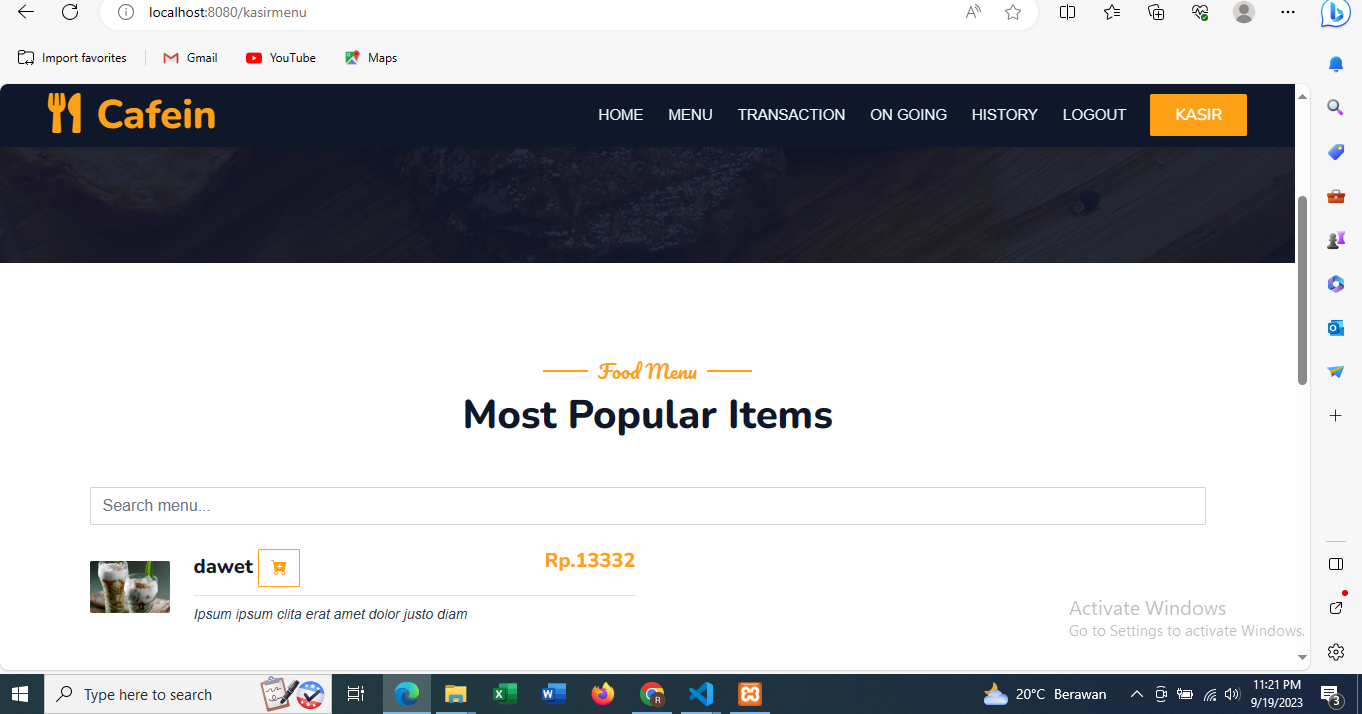 localhost:8080/kasirmenu
Import favorites
Gmail
YouTube
Maps
Cafein
HOME
MENU
TRANSACTION
ON GOING
HISTORY
LOGOUT
KASIR
Food Menu
Most Popular Items
Search menu...
dawet
Rp.13332
Ipsum ipsum clita erat amet dolor justo diam
Activate Windows
Go to Settings to activate Windows.
Type here to search
20°C Berawan
11:21 PM
9/19/2023
3